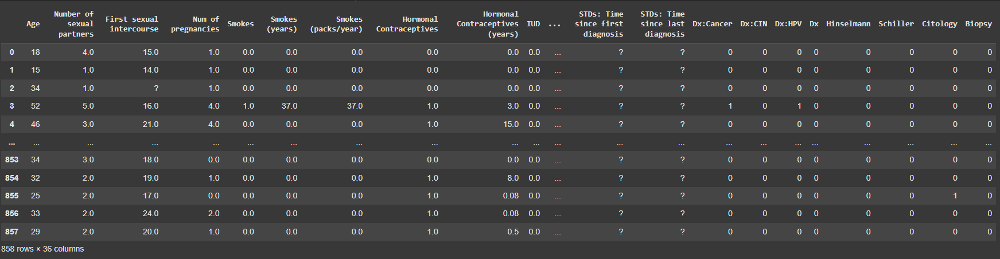 Age Number of sexual partners First sexual intercourse Num of pregnancies Smokes Smokes (years) Smokes (packs/year) Hormonal Contraceptives Hormonal Contraceptives (years) IUD ... STDs: Time since first diagnosis STDs: Time since last diagnosis Dx:Cancer Dx:CIN Dx:HPV Dx Hinselmann Schiller Citology Biopsy
0 18 4.0 15.0 1.0 0.0 0.0 0.0 0.0 0.0 0.0 ... ? ? 0 0 0 0 0 0 0 0
1 15 1.0 14.0 1.0 0.0 0.0 0.0 0.0 0.0 0.0 ... ? ? 0 0 0 0 0 0 0 0
2 34 1.0 ? 1.0 0.0 0.0 0.0 0.0 0.0 0.0 ... ? ? 0 0 0 0 0 0 0 0
3 52 5.0 16.0 4.0 1.0 37.0 37.0 1.0 3.0 0.0 ... ? ? 1 0 1 0 0 0 0 0
4 46 3.0 21.0 4.0 0.0 0.0 0.0 1.0 15.0 0.0 ... ? ? 0 0 0 0 0 0 0 0
... ... ... ... ... ... ... ... ... ... ... ... ... ... ... ... ... ... ... ... ... ...
853 34 3.0 18.0 0.0 0.0 0.0 0.0 0.0 0.0 0.0 ... ? ? 0 0 0 0 0 0 0 0
854 32 2.0 19.0 1.0 0.0 0.0 0.0 1.0 8.0 0.0 ... ? ? 0 0 0 0 0 0 0 0
855 25 2.0 17.0 0.0 0.0 0.0 0.0 1.0 0.08 0.0 ... ? ? 0 0 0 0 0 0 1 0
856 33 2.0 24.0 2.0 0.0 0.0 0.0 1.0 0.08 0.0 ... ? ? 0 0 0 0 0 0 0 0
857 29 2.0 20.0 1.0 0.0 0.0 0.0 1.0 0.5 0.0 ... ? ? 0 0 0 0 0 0 0 0
858 rows × 36 columns